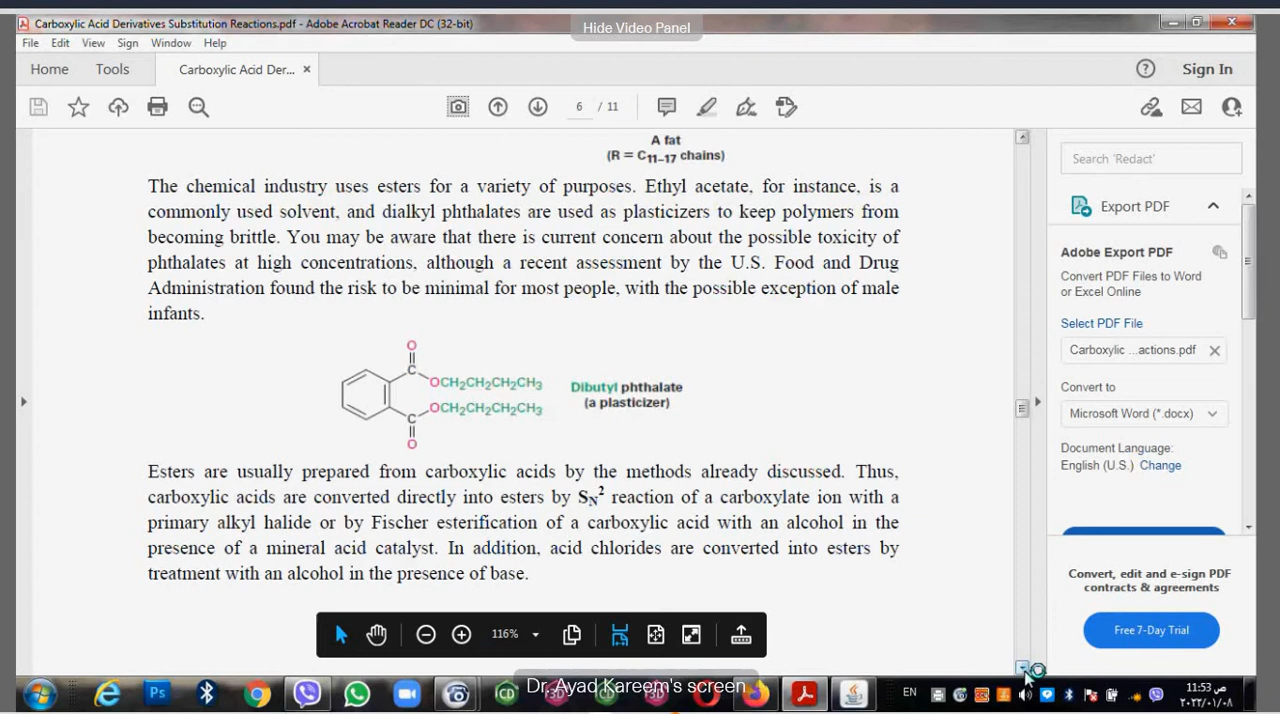 Carboxylic Acid Derivatives Substitution Reactions.pdf - Adobe Acrobat Reader DC (32-bit)
Hide Video Panel
File Edit View Sign Window Help
Home Tools Carboxylic Acid Der... × Sign In
6 / 11
A fat
(R = C11–17 chains)
The chemical industry uses esters for a variety of purposes. Ethyl acetate, for instance, is a
commonly used solvent, and dialkyl phthalates are used as plasticizers to keep polymers from
becoming brittle. You may be aware that there is current concern about the possible toxicity of
phthalates at high concentrations, although a recent assessment by the U.S. Food and Drug
Administration found the risk to be minimal for most people, with the possible exception of male
infants.
O
C
OCH2CH2CH2CH3
OCH2CH2CH2CH3
C
O
Dibutyl phthalate
(a plasticizer)
Esters are usually prepared from carboxylic acids by the methods already discussed. Thus,
carboxylic acids are converted directly into esters by SN2 reaction of a carboxylate ion with a
primary alkyl halide or by Fischer esterification of a carboxylic acid with an alcohol in the
presence of a mineral acid catalyst. In addition, acid chlorides are converted into esters by
treatment with an alcohol in the presence of base.
116%
Search 'Redact'
Export PDF
Adobe Export PDF
Convert PDF Files to Word
or Excel Online
Select PDF File
Carboxylic ...actions.pdf
Convert to
Microsoft Word (*.docx)
Document Language:
English (U.S.) Change
Convert, edit and e-sign PDF
contracts & agreements
Free 7-Day Trial
Dr. Ayad Kareem's screen
Ps
EN
11:53 ص
٢٠٢٢/٠١/٠٨